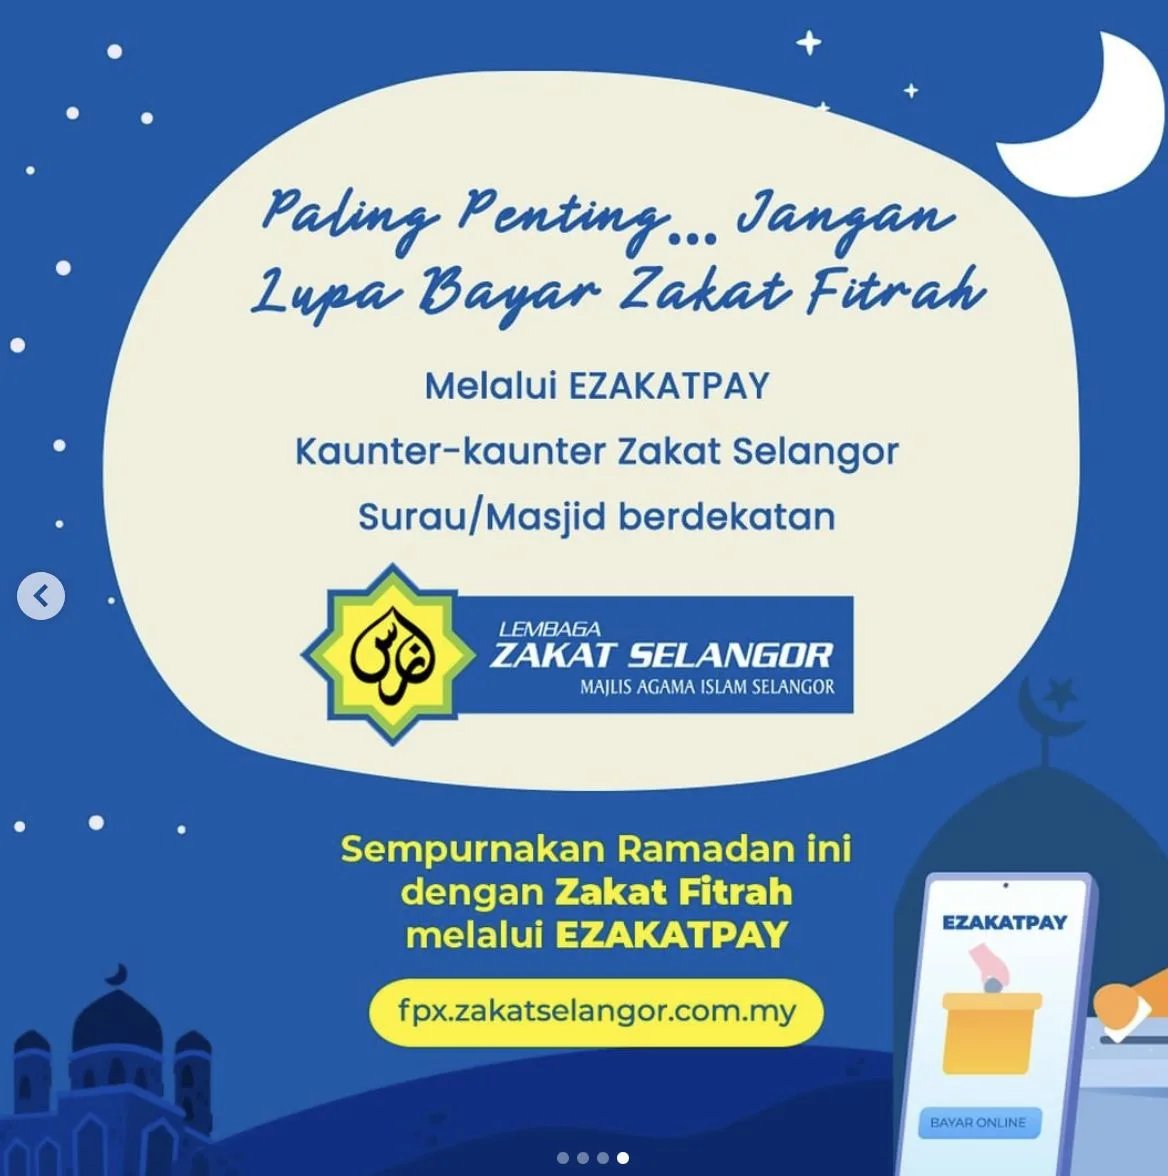 Paling Penting... Jangan
Lupa Bayar Zakat Fitrah
Melalui EZAKATPAY
Kaunter-kaunter Zakat Selangor
Surau/Masjid berdekatan
LEMBAGA
ZAKAT SELANGOR
MAJLIS AGAMA ISLAM SELANGOR
Sempurnakan Ramadan ini
dengan Zakat Fitrah
melalui EZAKATPAY
fpx.zakatselangor.com.my
EZAKATPAY
BAYAR ONLINE